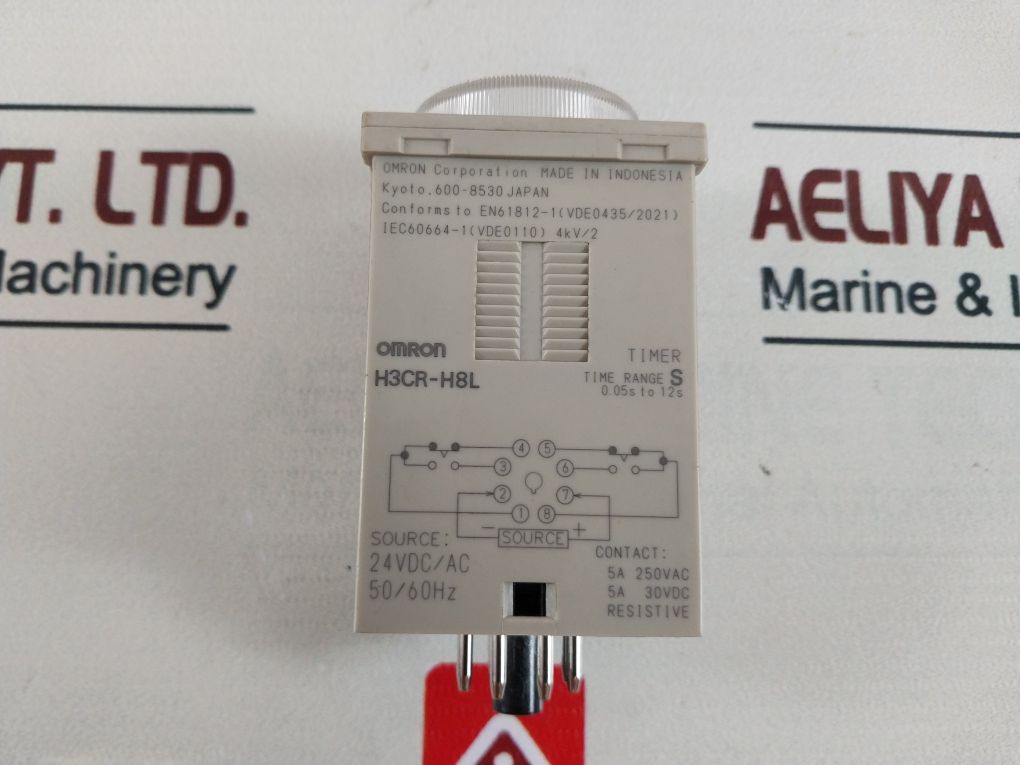 VT. LTD.
achinery
AELIYA
Marine & I
OMRON Corporation MADE IN INDONESIA
Kyoto.600-8530 JAPAN
Conforms to EN61812-1(VDE0435/2021)
IEC60664-1(VDE0110) 4kV/2
OMRON
TIMER
H3CR-H8L
TIME RANGE S
0.05s to 12s
4 5
3 6
2 7
1 8
- SOURCE +
SOURCE:
24VDC/AC
50/60Hz
CONTACT:
5A 250VAC
5A 30VDC
RESISTIVE